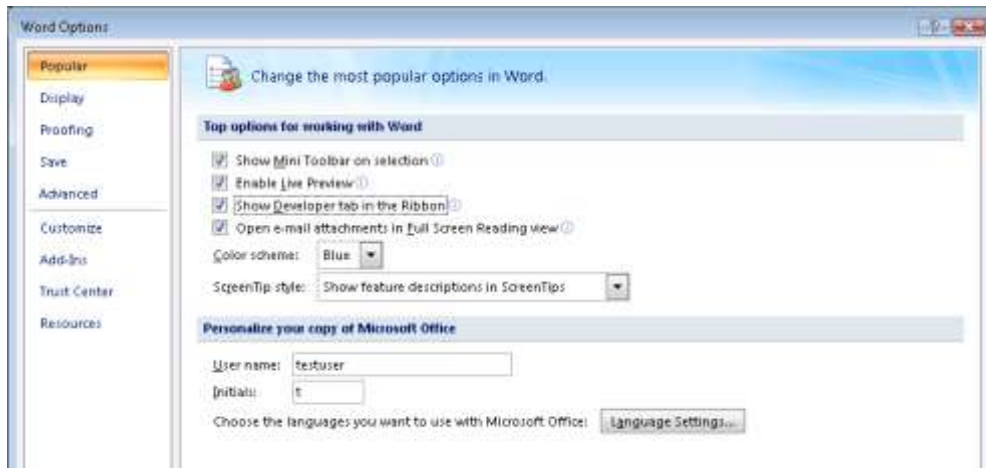 Word Options
Popular
Display
Proofing
Save
Advanced
Customize
Add-Ins
Trust Center
Resources
Change the most popular options in Word.
Top options for working with Word
Show Mini Toolbar on selection
Enable Live Preview
Show Developer tab in the Ribbon
Open e-mail attachments in Full Screen Reading view
Color scheme: Blue
ScreenTip style: Show feature descriptions in ScreenTips
Personalize your copy of Microsoft Office
User name: testuser
Initials: t
Choose the languages you want to use with Microsoft Office: Language Settings...